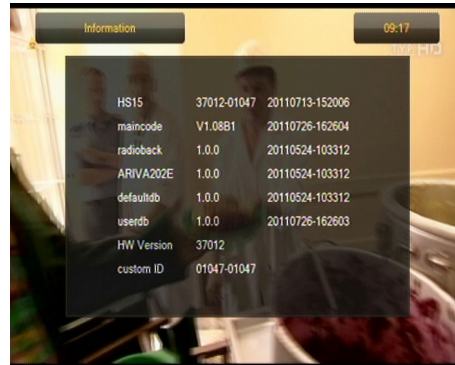 Information
09:17
TVP HD
HS15 37012-01047 20110713-152006
maincode V1.08B1 20110726-162604
radioback 1.0.0 20110524-103312
ARIVA202E 1.0.0 20110524-103312
defaultdb 1.0.0 20110524-103312
userdb 1.0.0 20110726-162603
HW Version 37012
custom ID 01047-01047